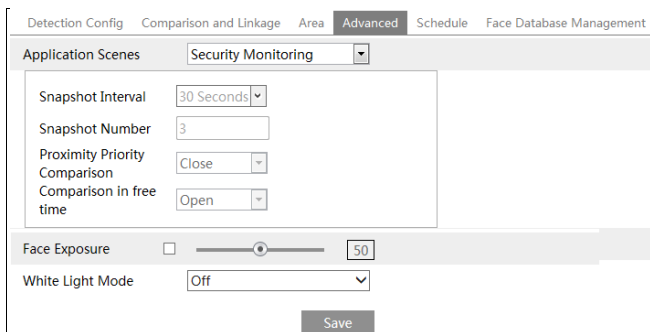 Detection Config Comparison and Linkage Area Advanced Schedule Face Database Management
Application Scenes Security Monitoring
Snapshot Interval 30 Seconds
Snapshot Number 3
Proximity Priority
Comparison Close
Comparison in free
time Open
Face Exposure 50
White Light Mode Off
Save